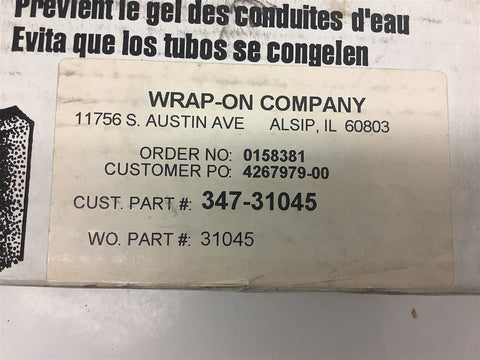 Prévient le gel des conduites d'eau
Evita que los tubos se congelen
WRAP-ON COMPANY
11756 S. AUSTIN AVE ALSIP, IL 60803
ORDER NO: 0158381
CUSTOMER PO: 4267979-00
CUST. PART #: 347-31045
WO. PART #: 31045